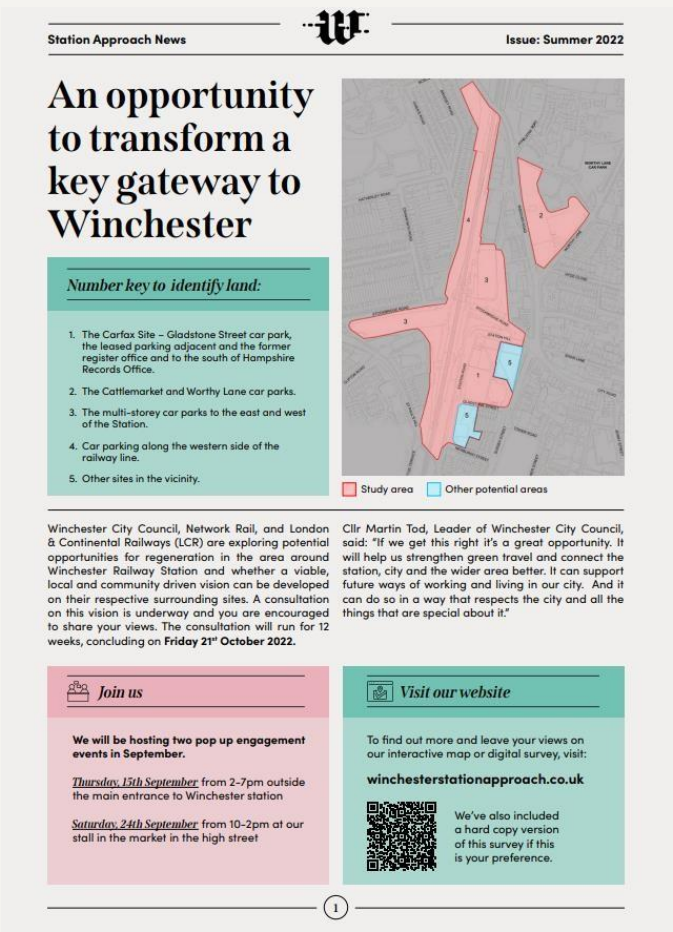 Station Approach News
W
Issue: Summer 2022
An opportunity
to transform a
key gateway to
Winchester
Number key to identify land:
1. The Carfax Site – Gladstone Street car park,
the leased parking adjacent and the former
register office and to the south of Hampshire
Records Office.
2. The Cattlemarket and Worthy Lane car parks.
3. The multi-storey car parks to the east and west
of the Station.
4. Car parking along the western side of the
railway line.
5. Other sites in the vicinity.
WORTHY LANE
CAR PARK
2
4
3
3
STATION HILL
5
1
5
Study area
Other potential areas
Winchester City Council, Network Rail, and London
& Continental Railways (LCR) are exploring potential
opportunities for regeneration in the area around
Winchester Railway Station and whether a viable,
local and community driven vision can be developed
on their respective surrounding sites. A consultation
on this vision is underway and you are encouraged
to share your views. The consultation will run for 12
weeks, concluding on Friday 21st October 2022.
Cllr Martin Tod, Leader of Winchester City Council,
said: “If we get this right it’s a great opportunity. It
will help us strengthen green travel and connect the
station, city and the wider area better. It can support
future ways of working and living in our city. And it
can do so in a way that respects the city and all the
things that are special about it.”
Join us
We will be hosting two pop up engagement
events in September.
Thursday, 15th September from 2-7pm outside
the main entrance to Winchester station
Saturday, 24th September from 10-2pm at our
stall in the market in the high street
Visit our website
To find out more and leave your views on
our interactive map or digital survey, visit:
winchesterstationapproach.co.uk
We’ve also included
a hard copy version
of this survey if this
is your preference.
1